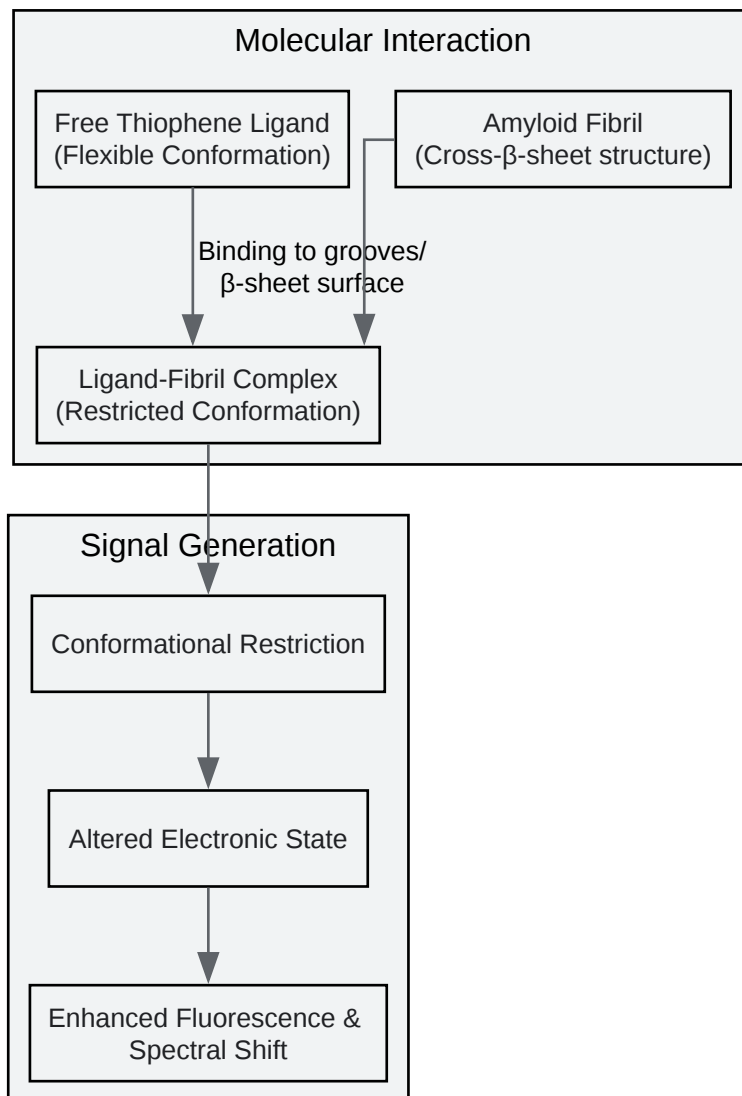 Molecular Interaction
Free Thiophene Ligand
(Flexible Conformation)
Amyloid Fibril
(Cross-β-sheet structure)
Binding to grooves/
β-sheet surface
Ligand-Fibril Complex
(Restricted Conformation)
Signal Generation
Conformational Restriction
Altered Electronic State
Enhanced Fluorescence &
Spectral Shift